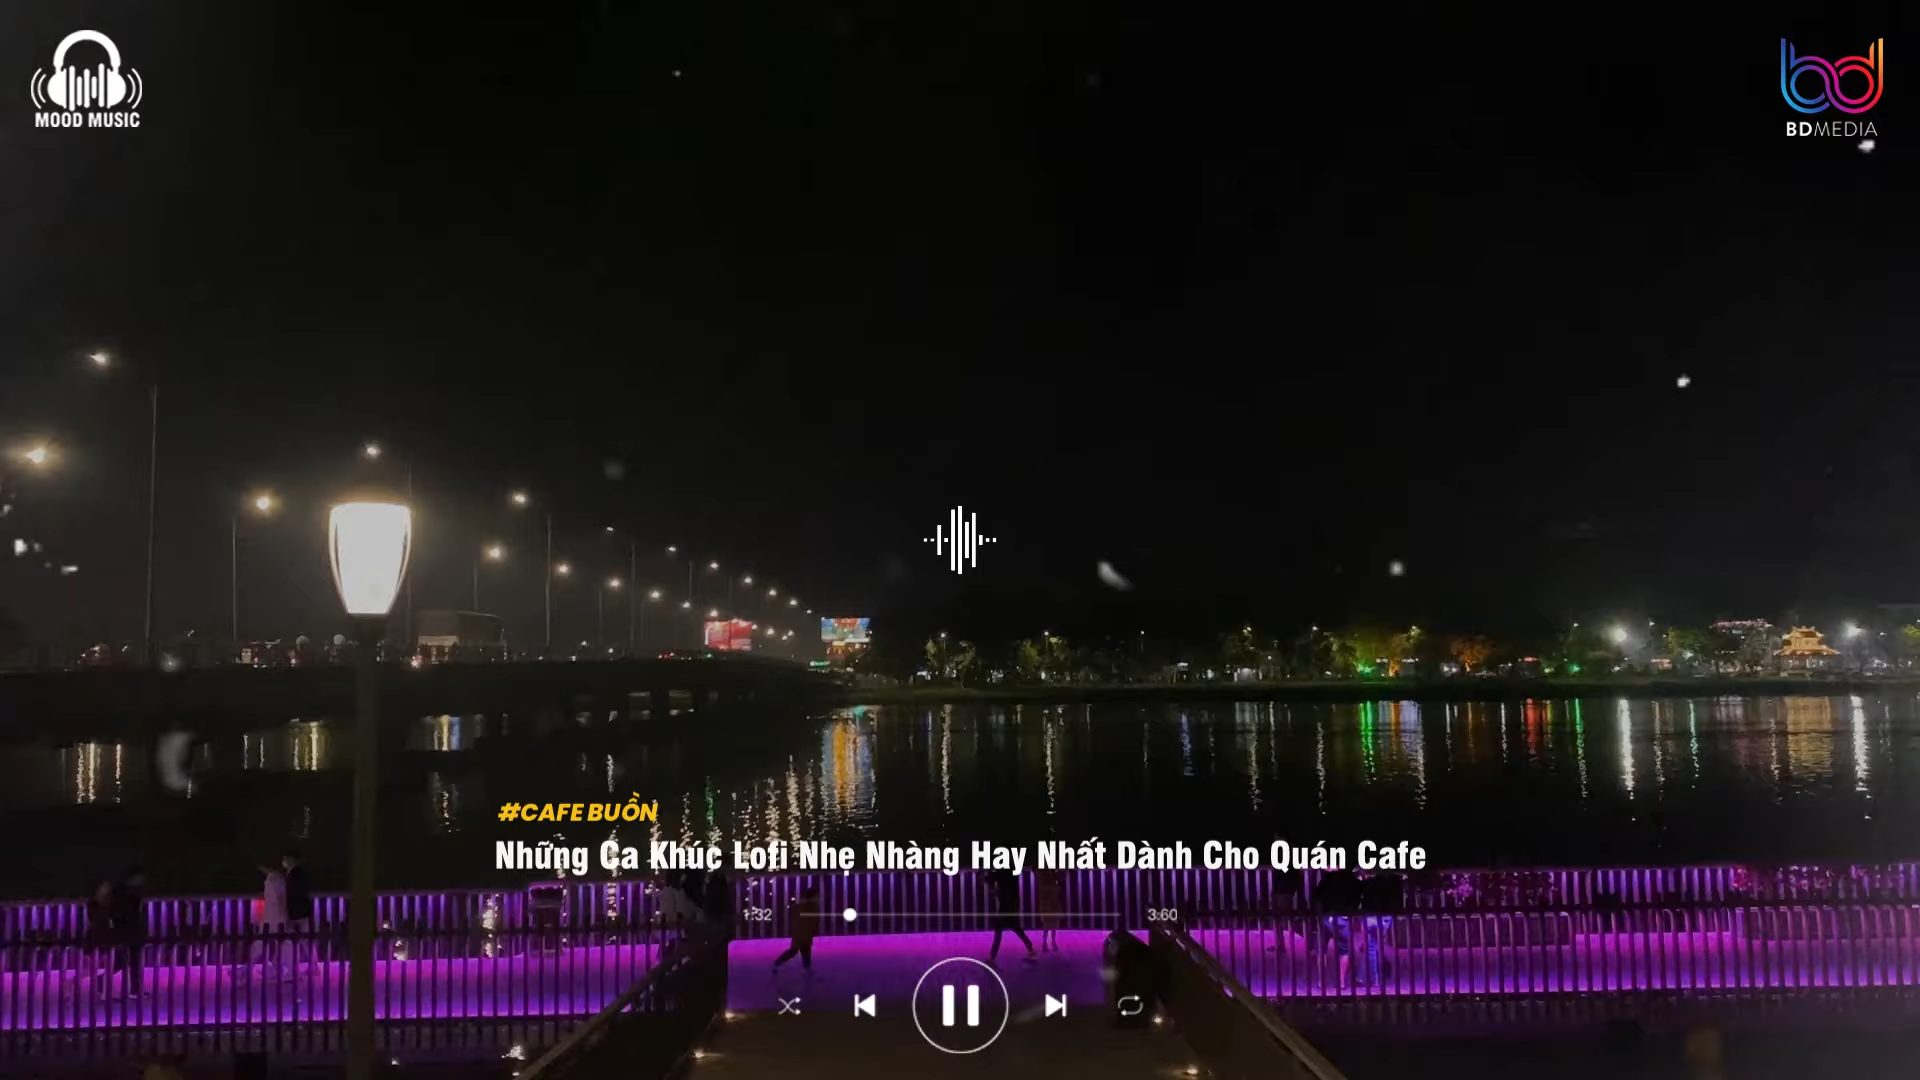 MOOD MUSIC
BDMEDIA
#CAFE BUỒN
Những Ca Khúc Lofi Nhẹ Nhàng Hay Nhất Dành Cho Quán Cafe
1:32
3:60